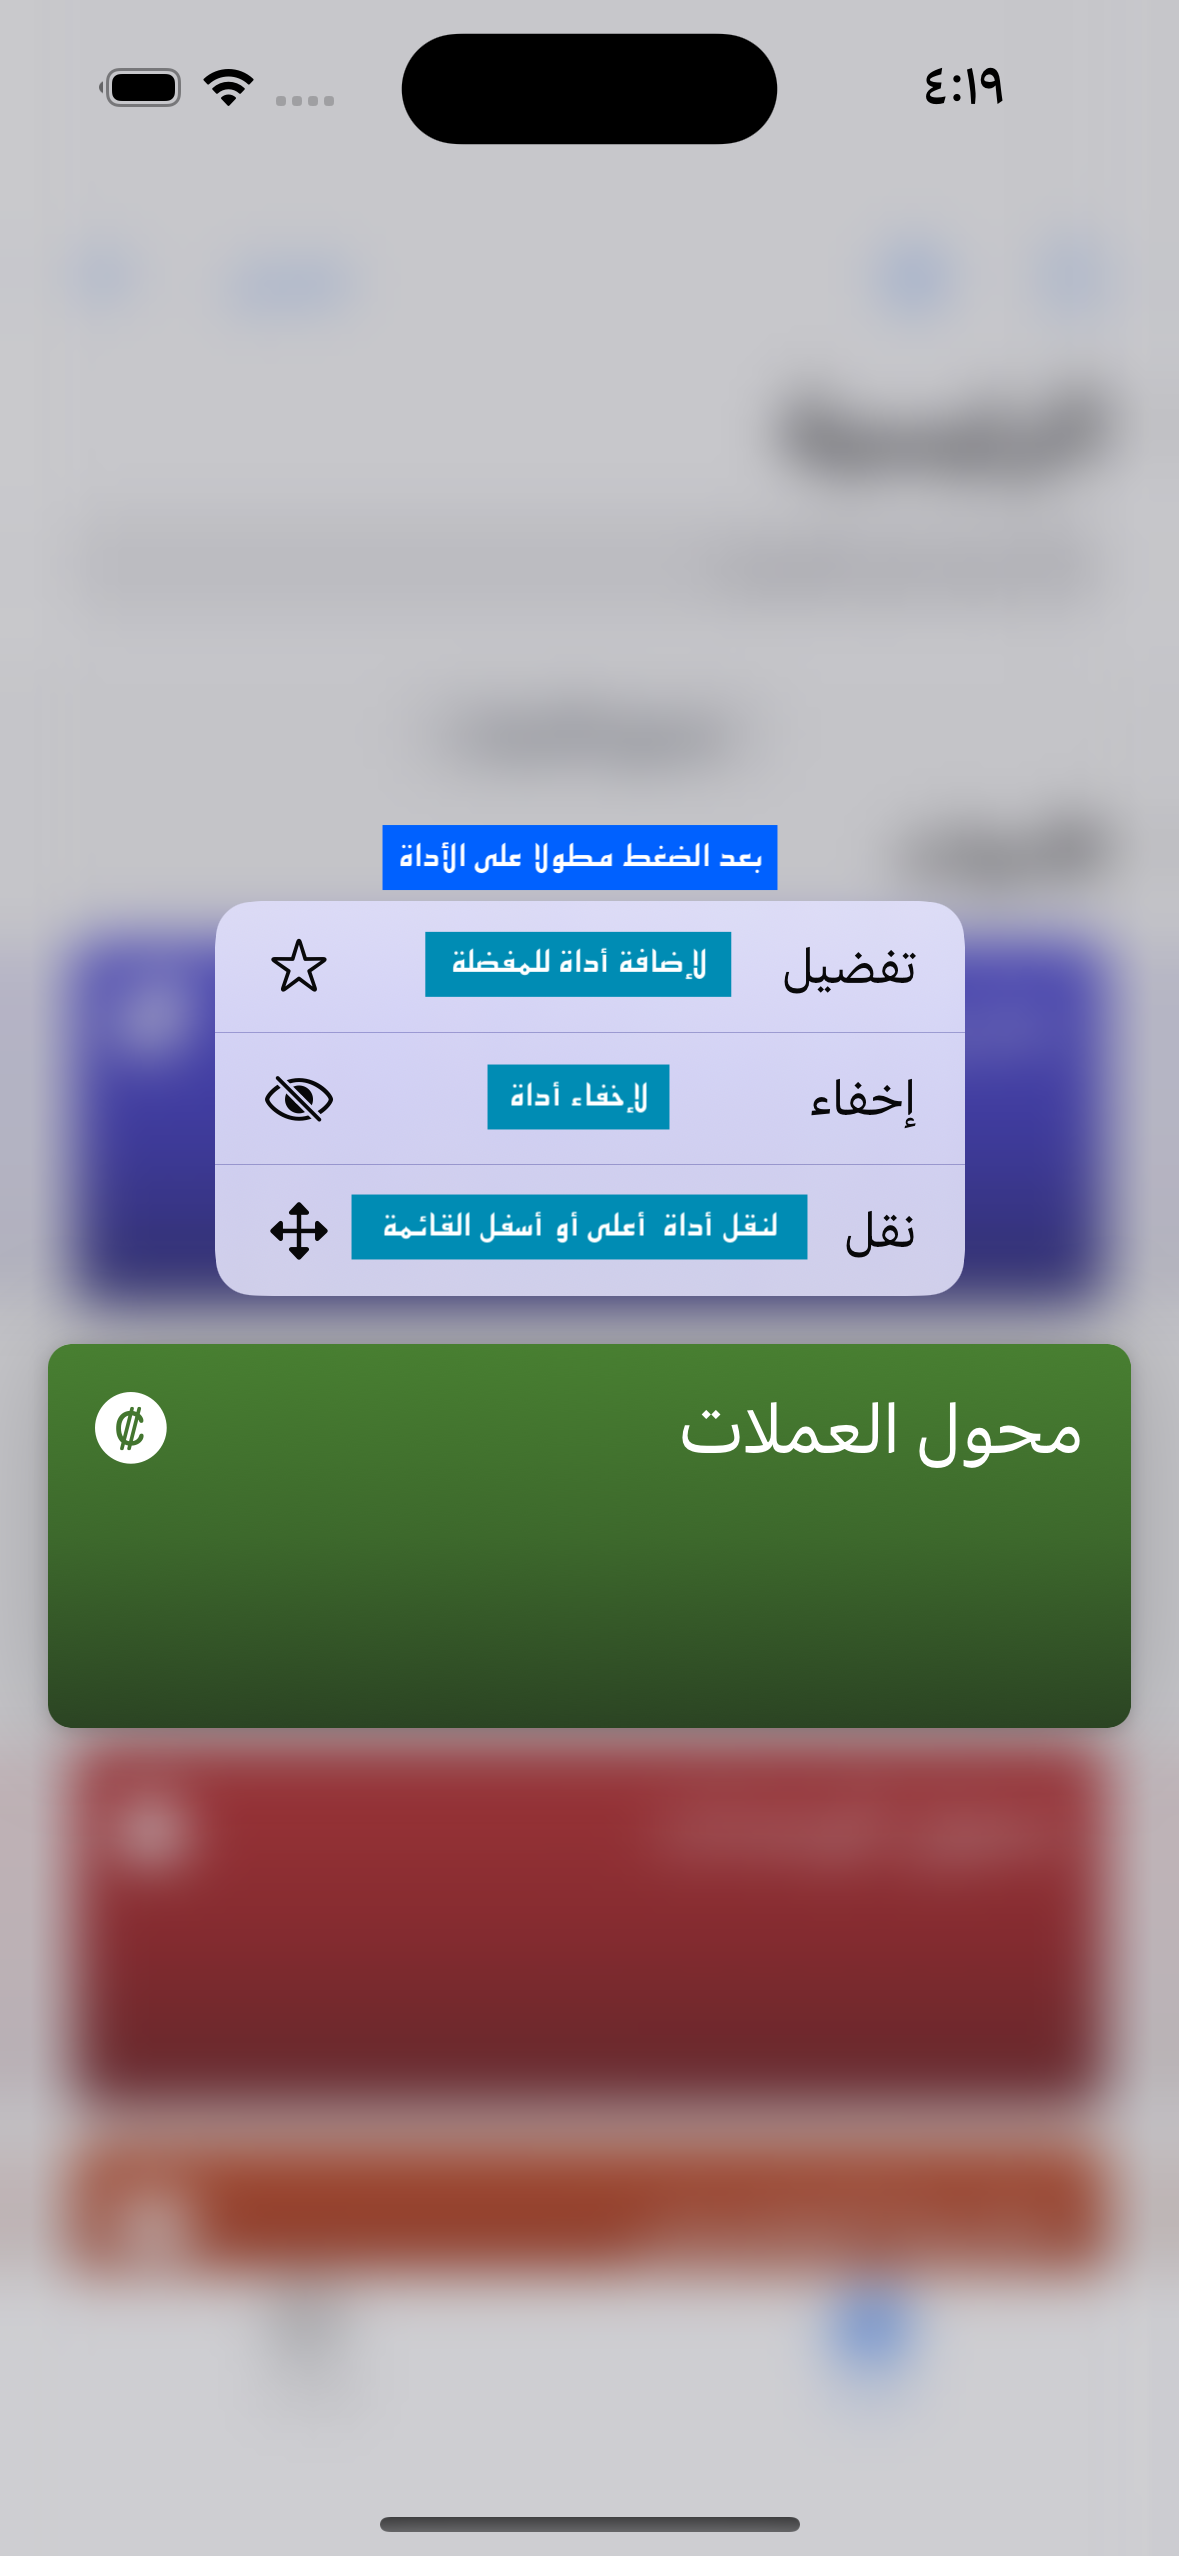 ٤:١٩
بعد الضغط مطولا على الأداة
تفضيل لإضافة أداة للمفضلة
إخفاء لإخفاء أداة
نقل لنقل أداة أعلى أو أسفل القائمة
محول العملات